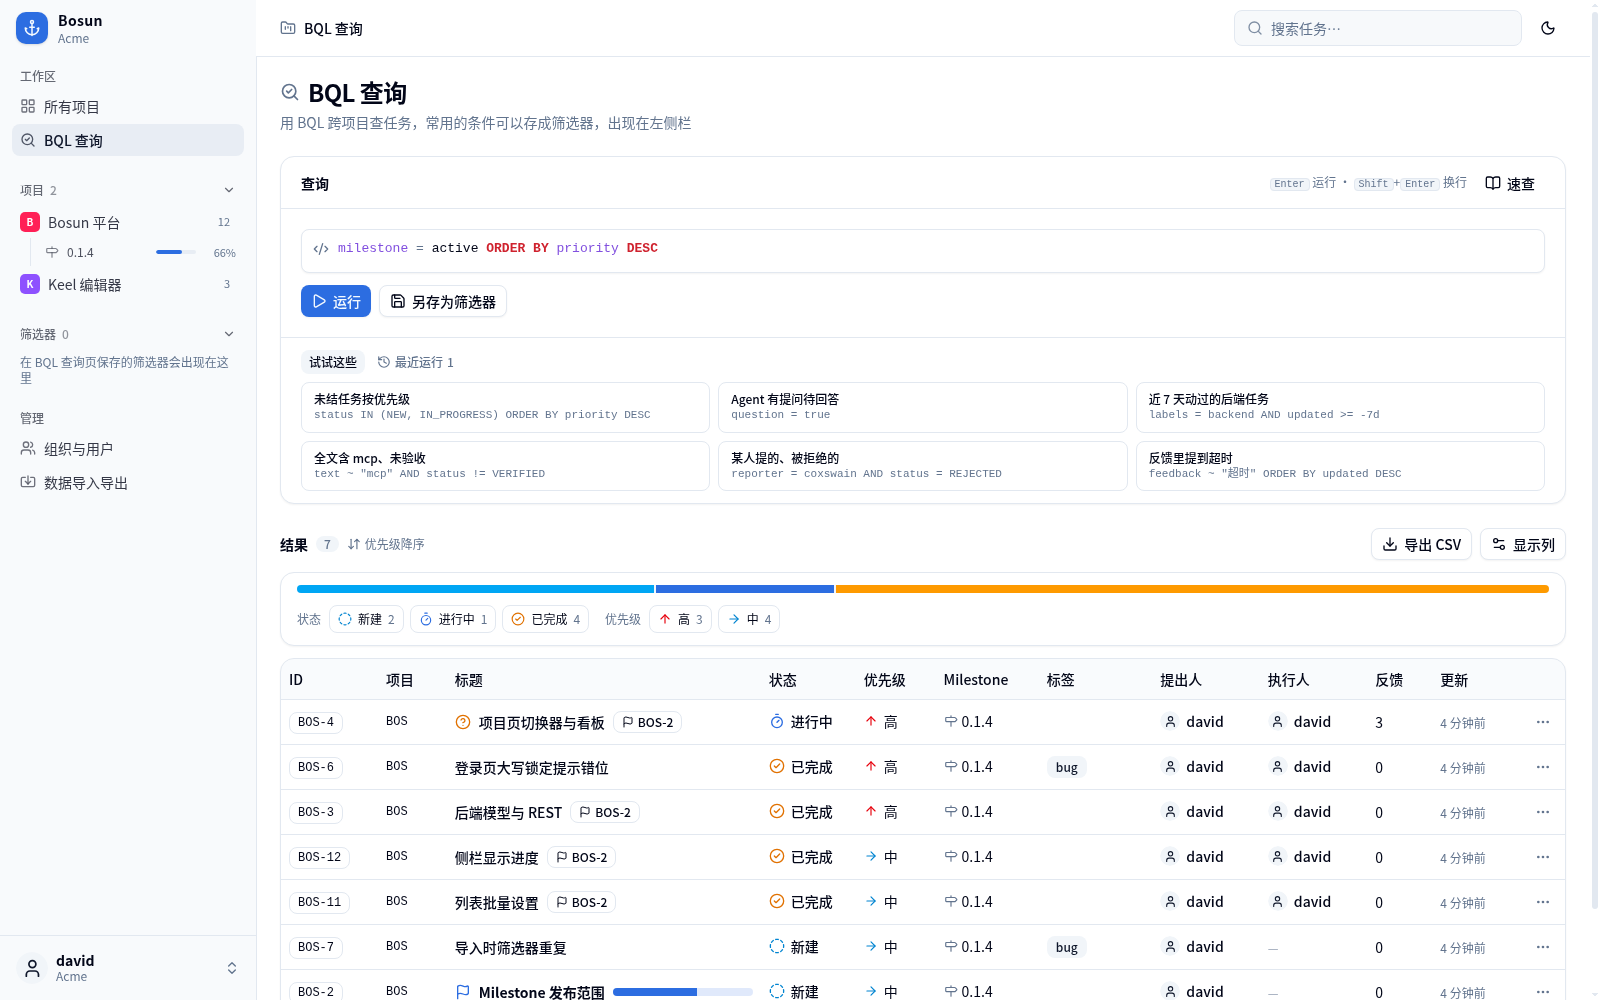 Bosun
Acme
工作区
所有项目
BQL 查询
项目 2
B Bosun 平台 12
0.1.4 66%
K Keel 编辑器 3
筛选器 0
在 BQL 查询页保存的筛选器会出现在这
里
管理
组织与用户
数据导入导出
david
Acme
BQL 查询
搜索任务…
BQL 查询
用 BQL 跨项目查任务，常用的条件可以存成筛选器，出现在左侧栏
查询
Enter 运行 · Shift+Enter 换行 速查
</> milestone = active ORDER BY priority DESC
运行 另存为筛选器
试试这些 最近运行 1
未结任务按优先级
status IN (NEW, IN_PROGRESS) ORDER BY priority DESC
Agent 有提问待回答
question = true
近 7 天动过的后端任务
labels = backend AND updated >= -7d
全文含 mcp、未验收
text ~ "mcp" AND status != VERIFIED
某人提的、被拒绝的
reporter = coxswain AND status = REJECTED
反馈里提到超时
feedback ~ "超时" ORDER BY updated DESC
结果 7 优先级降序 导出 CSV 显示列
状态 新建 2 进行中 1 已完成 4 优先级 高 3 中 4
ID 项目 标题 状态 优先级 Milestone 标签 提出人 执行人 反馈 更新
BOS-4 BOS 项目页切换器与看板 BOS-2 进行中 高 0.1.4 david david 3 4 分钟前 ···
BOS-6 BOS 登录页大写锁定提示错位 已完成 高 0.1.4 bug david david 0 4 分钟前 ···
BOS-3 BOS 后端模型与 REST BOS-2 已完成 高 0.1.4 david david 0 4 分钟前 ···
BOS-12 BOS 侧栏显示进度 BOS-2 已完成 中 0.1.4 david david 0 4 分钟前 ···
BOS-11 BOS 列表批量设置 BOS-2 已完成 中 0.1.4 david david 0 4 分钟前 ···
BOS-7 BOS 导入时筛选器重复 新建 中 0.1.4 bug david — 0 4 分钟前 ···
BOS-2 BOS Milestone 发布范围 新建 中 0.1.4 david — 0 4 分钟前 ···